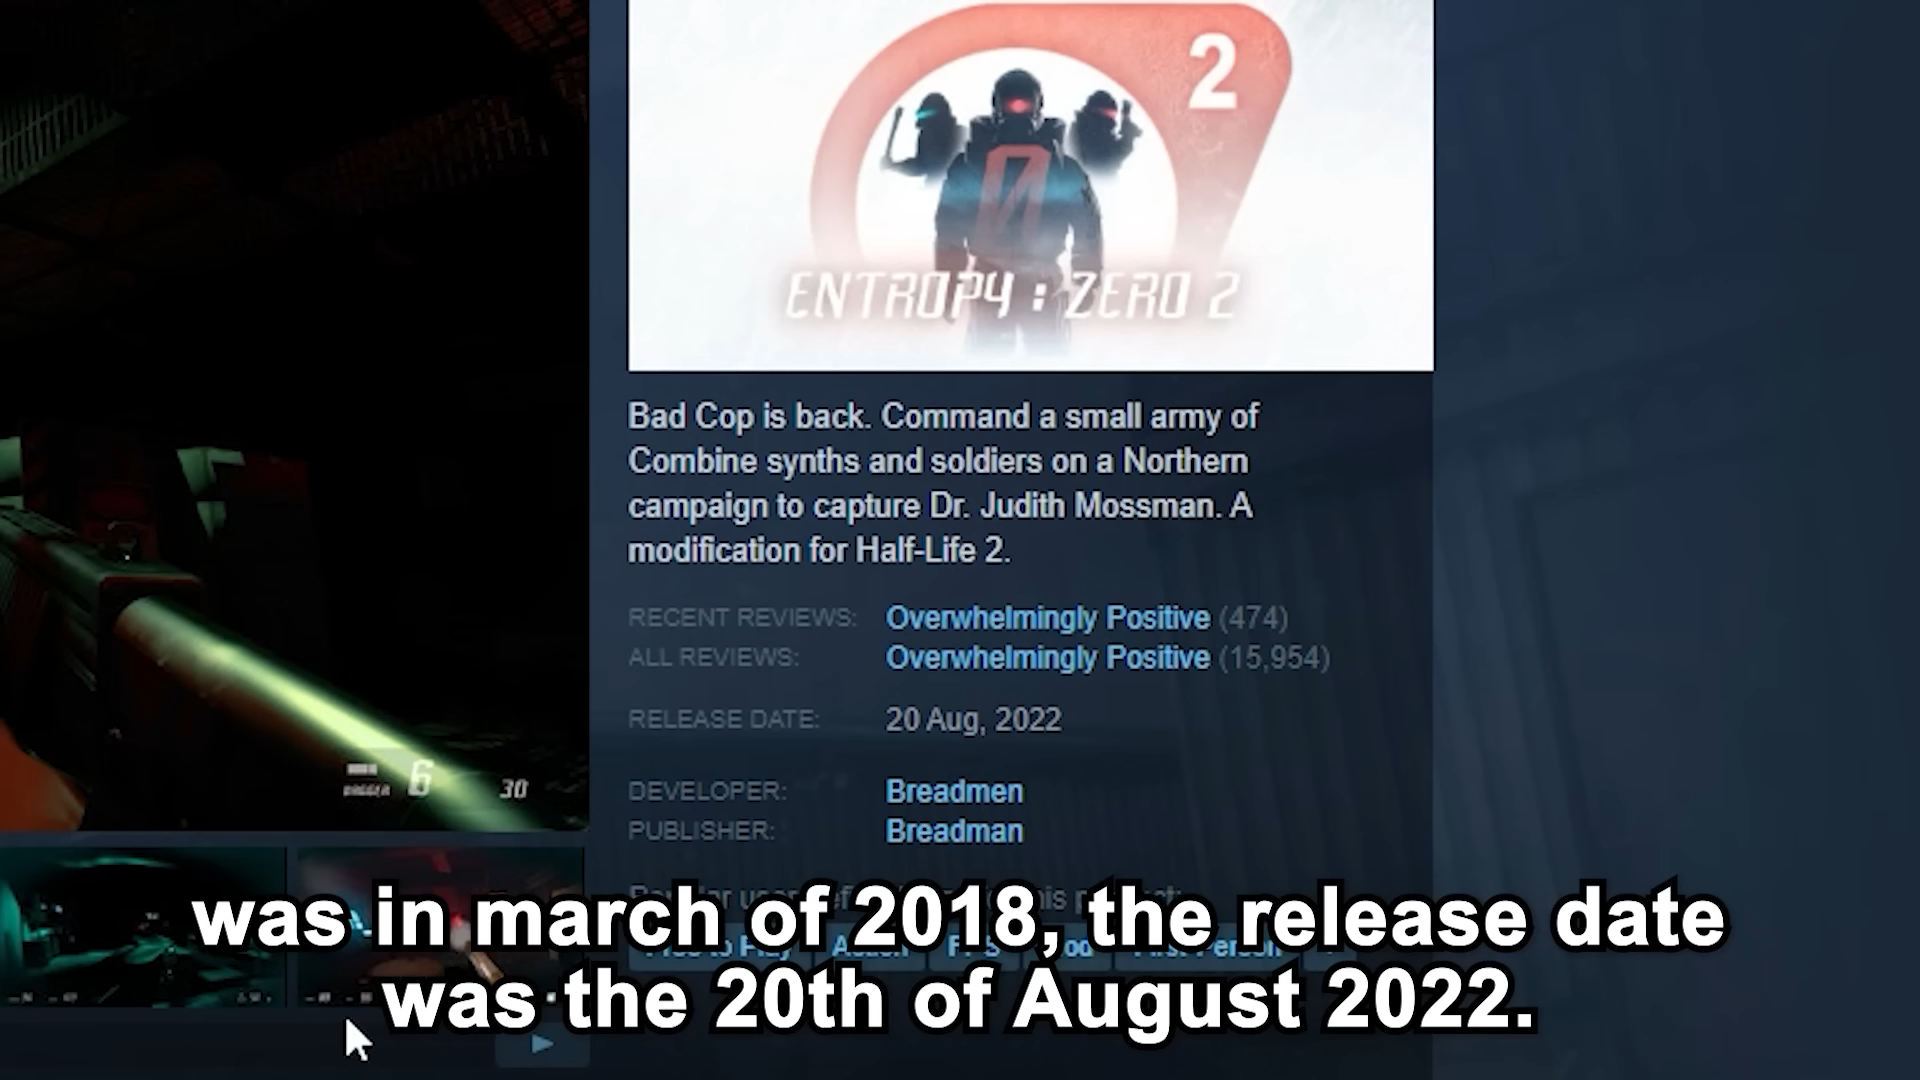 2
ENTROPY : ZERO 2
Bad Cop is back. Command a small army of
Combine synths and soldiers on a Northern
campaign to capture Dr. Judith Mossman. A
modification for Half-Life 2.
RECENT REVIEWS: Overwhelmingly Positive (474)
ALL REVIEWS: Overwhelmingly Positive (15,954)
RELEASE DATE: 20 Aug, 2022
6 30
DEVELOPER: Breadmen
PUBLISHER: Breadman
was in march of 2018, the release date
was the 20th of August 2022.